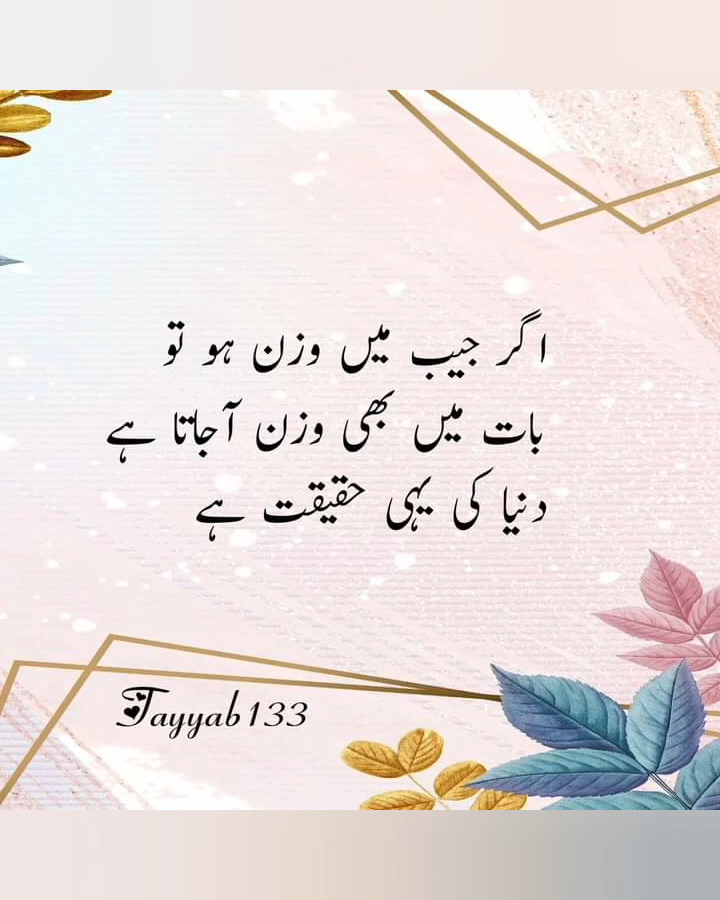 اگر جیب میں وزن ہو تو
بات میں بھی وزن آجاتا ہے
دنیا کی یہی حقیقت ہے
Tayyab133